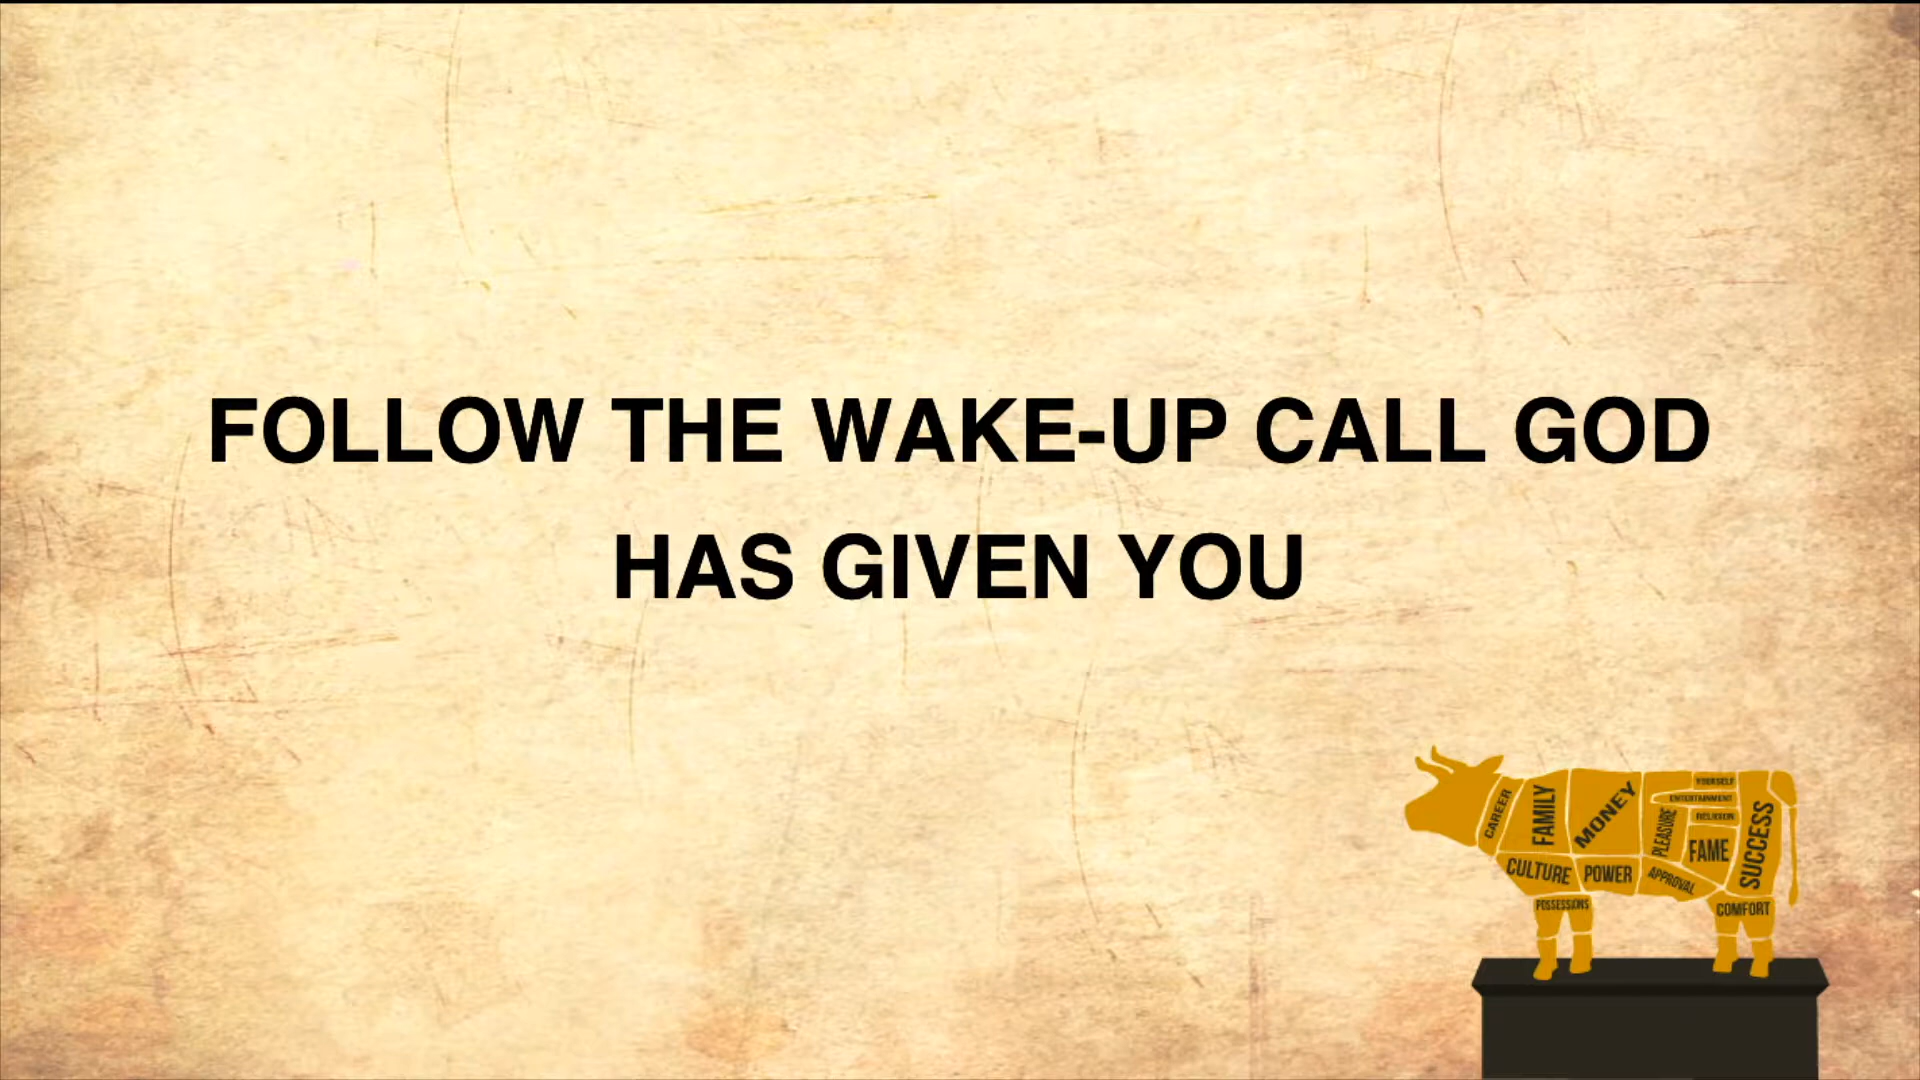 FOLLOW THE WAKE-UP CALL GOD
HAS GIVEN YOU
CAREER
FAMILY
MONEY
PLEASURE
YOURSELF
ENTERTAINMENT
RELIGION
FAME
SUCCESS
CULTURE
POWER
APPROVAL
POSSESSIONS
COMFORT